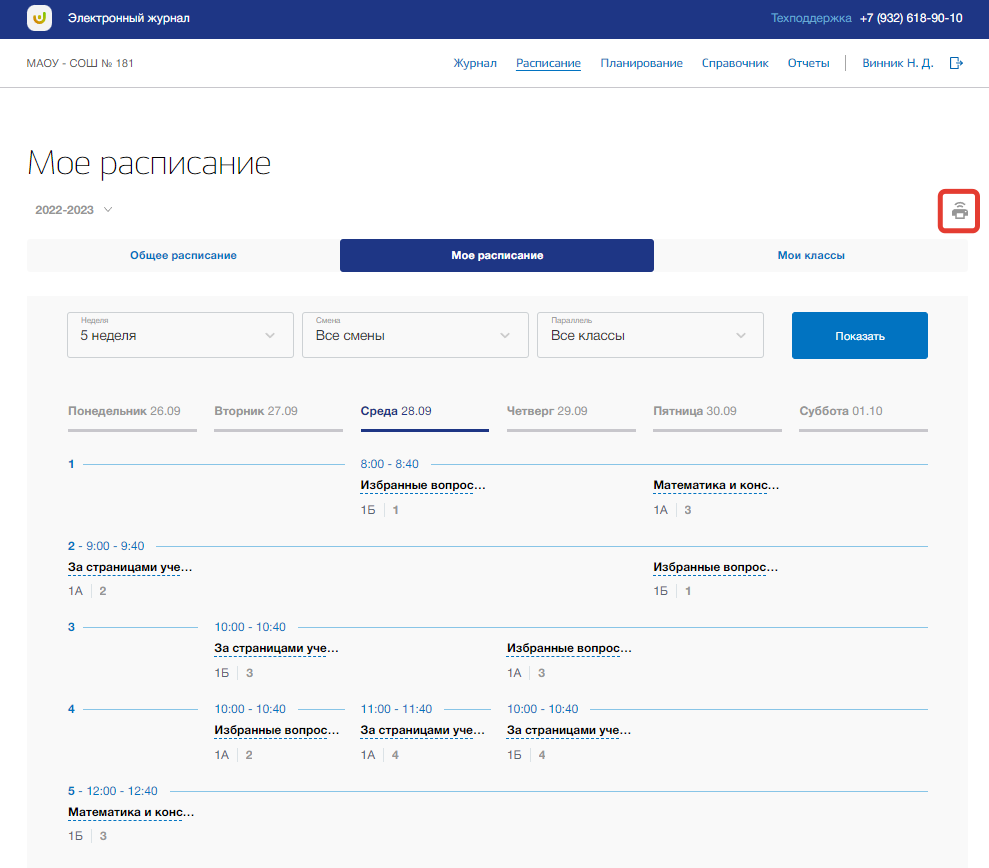 Электронный журнал
Техподдержка +7 (932) 618-90-10
МАОУ - СОШ № 181
Журнал Расписание Планирование Справочник Отчеты Винник Н. Д.
Мое расписание
2022-2023
Общее расписание Мое расписание Мои классы
Неделя Смена Параллель
5 неделя Все смены Все классы Показать
Понедельник 26.09 Вторник 27.09 Среда 28.09 Четверг 29.09 Пятница 30.09 Суббота 01.10
1 8:00 - 8:40
Избранные вопрос... Математика и конс...
1Б 1 1А 3
2 - 9:00 - 9:40
За страницами уче... Избранные вопрос...
1А 2 1Б 1
3 10:00 - 10:40
За страницами уче... Избранные вопрос...
1Б 3 1А 3
4 10:00 - 10:40 11:00 - 11:40 10:00 - 10:40
Избранные вопрос... За страницами уче... За страницами уче...
1А 2 1А 4 1Б 4
5 - 12:00 - 12:40
Математика и конс...
1Б 3